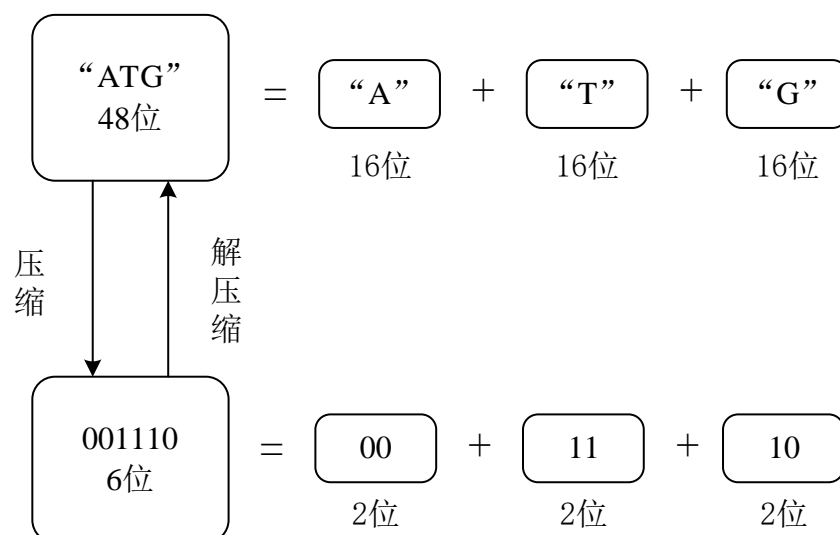 “ATG”
48位
=
“A”
+
“T”
+
“G”
16位
16位
16位
压缩
解压缩
001110
6位
=
00
+
11
+
10
2位
2位
2位